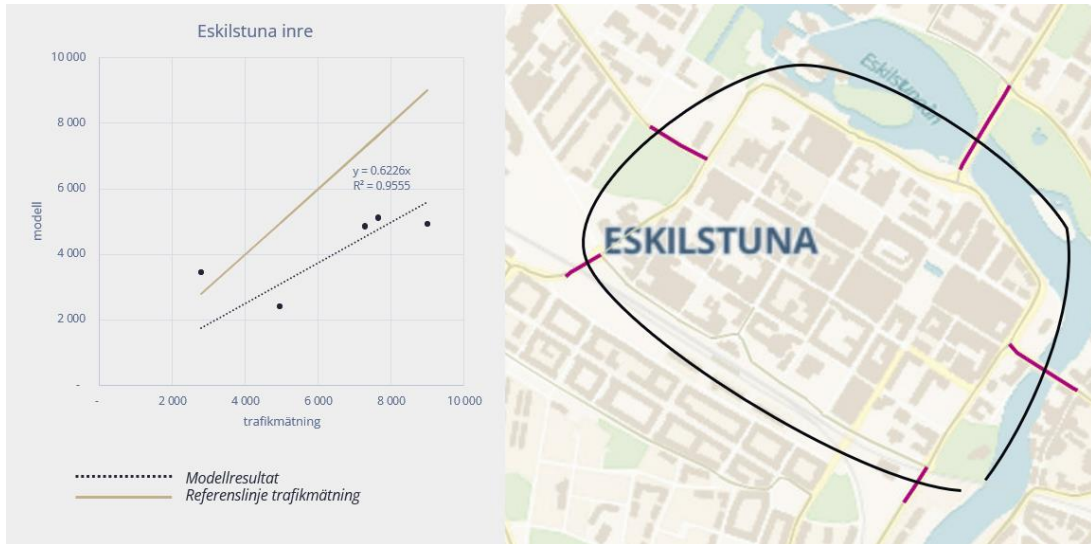 Eskilstuna inre
10 000
8 000
6 000
4 000
2 000
-
modell
y = 0.6226x
R² = 0.9555
- 2 000 4 000 6 000 8 000 10 000
trafikmätning
Modellresultat
Referenslinje trafikmätning
Eskilstunaån
ESKILSTUNA